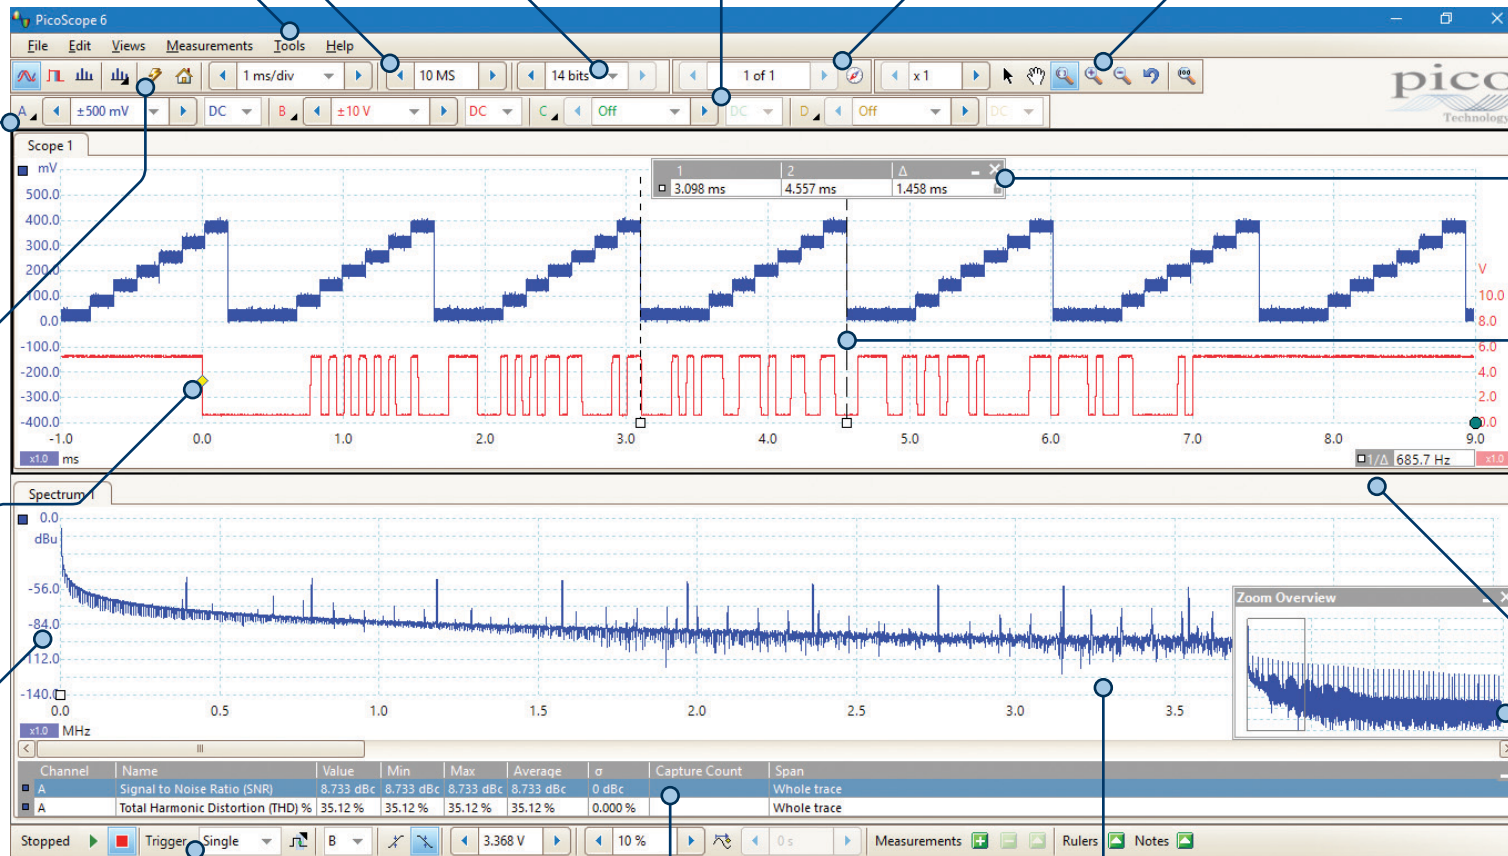 PicoScope 6
File Edit Views Measurements Tools Help
1 ms/div 10 MS 14 bits 1 of 1 x 1
pico
Technology
A ±500 mV DC B ±10 V DC C Off DC D Off DC
Scope 1
mV
1 2 Δ
3.098 ms 4.557 ms 1.458 ms
500.0
400.0
300.0
200.0
V
100.0 10.0
0.0 8.0
-100.0 6.0
-200.0 4.0
-300.0 2.0
-400.0 0.0
-1.0 0.0 1.0 2.0 3.0 4.0 5.0 6.0 7.0 8.0 9.0
x1.0 ms 1/Δ 685.7 Hz x1.0
Spectrum 1
0.0
dBu
-56.0
Zoom Overview
-84.0
112.0
-140.0
0.0 0.5 1.0 1.5 2.0 2.5 3.0 3.5
x1.0 MHz
Channel Name Value Min Max Average σ Capture Count Span
A Signal to Noise Ratio (SNR) 8.733 dBc 8.733 dBc 8.733 dBc 8.733 dBc 0 dBc Whole trace
A Total Harmonic Distortion (THD) % 35.12 % 35.12 % 35.12 % 35.12 % 0.000 % Whole trace
Stopped Trigger Single B 3.368 V 10 % 0 s Measurements Rulers Notes